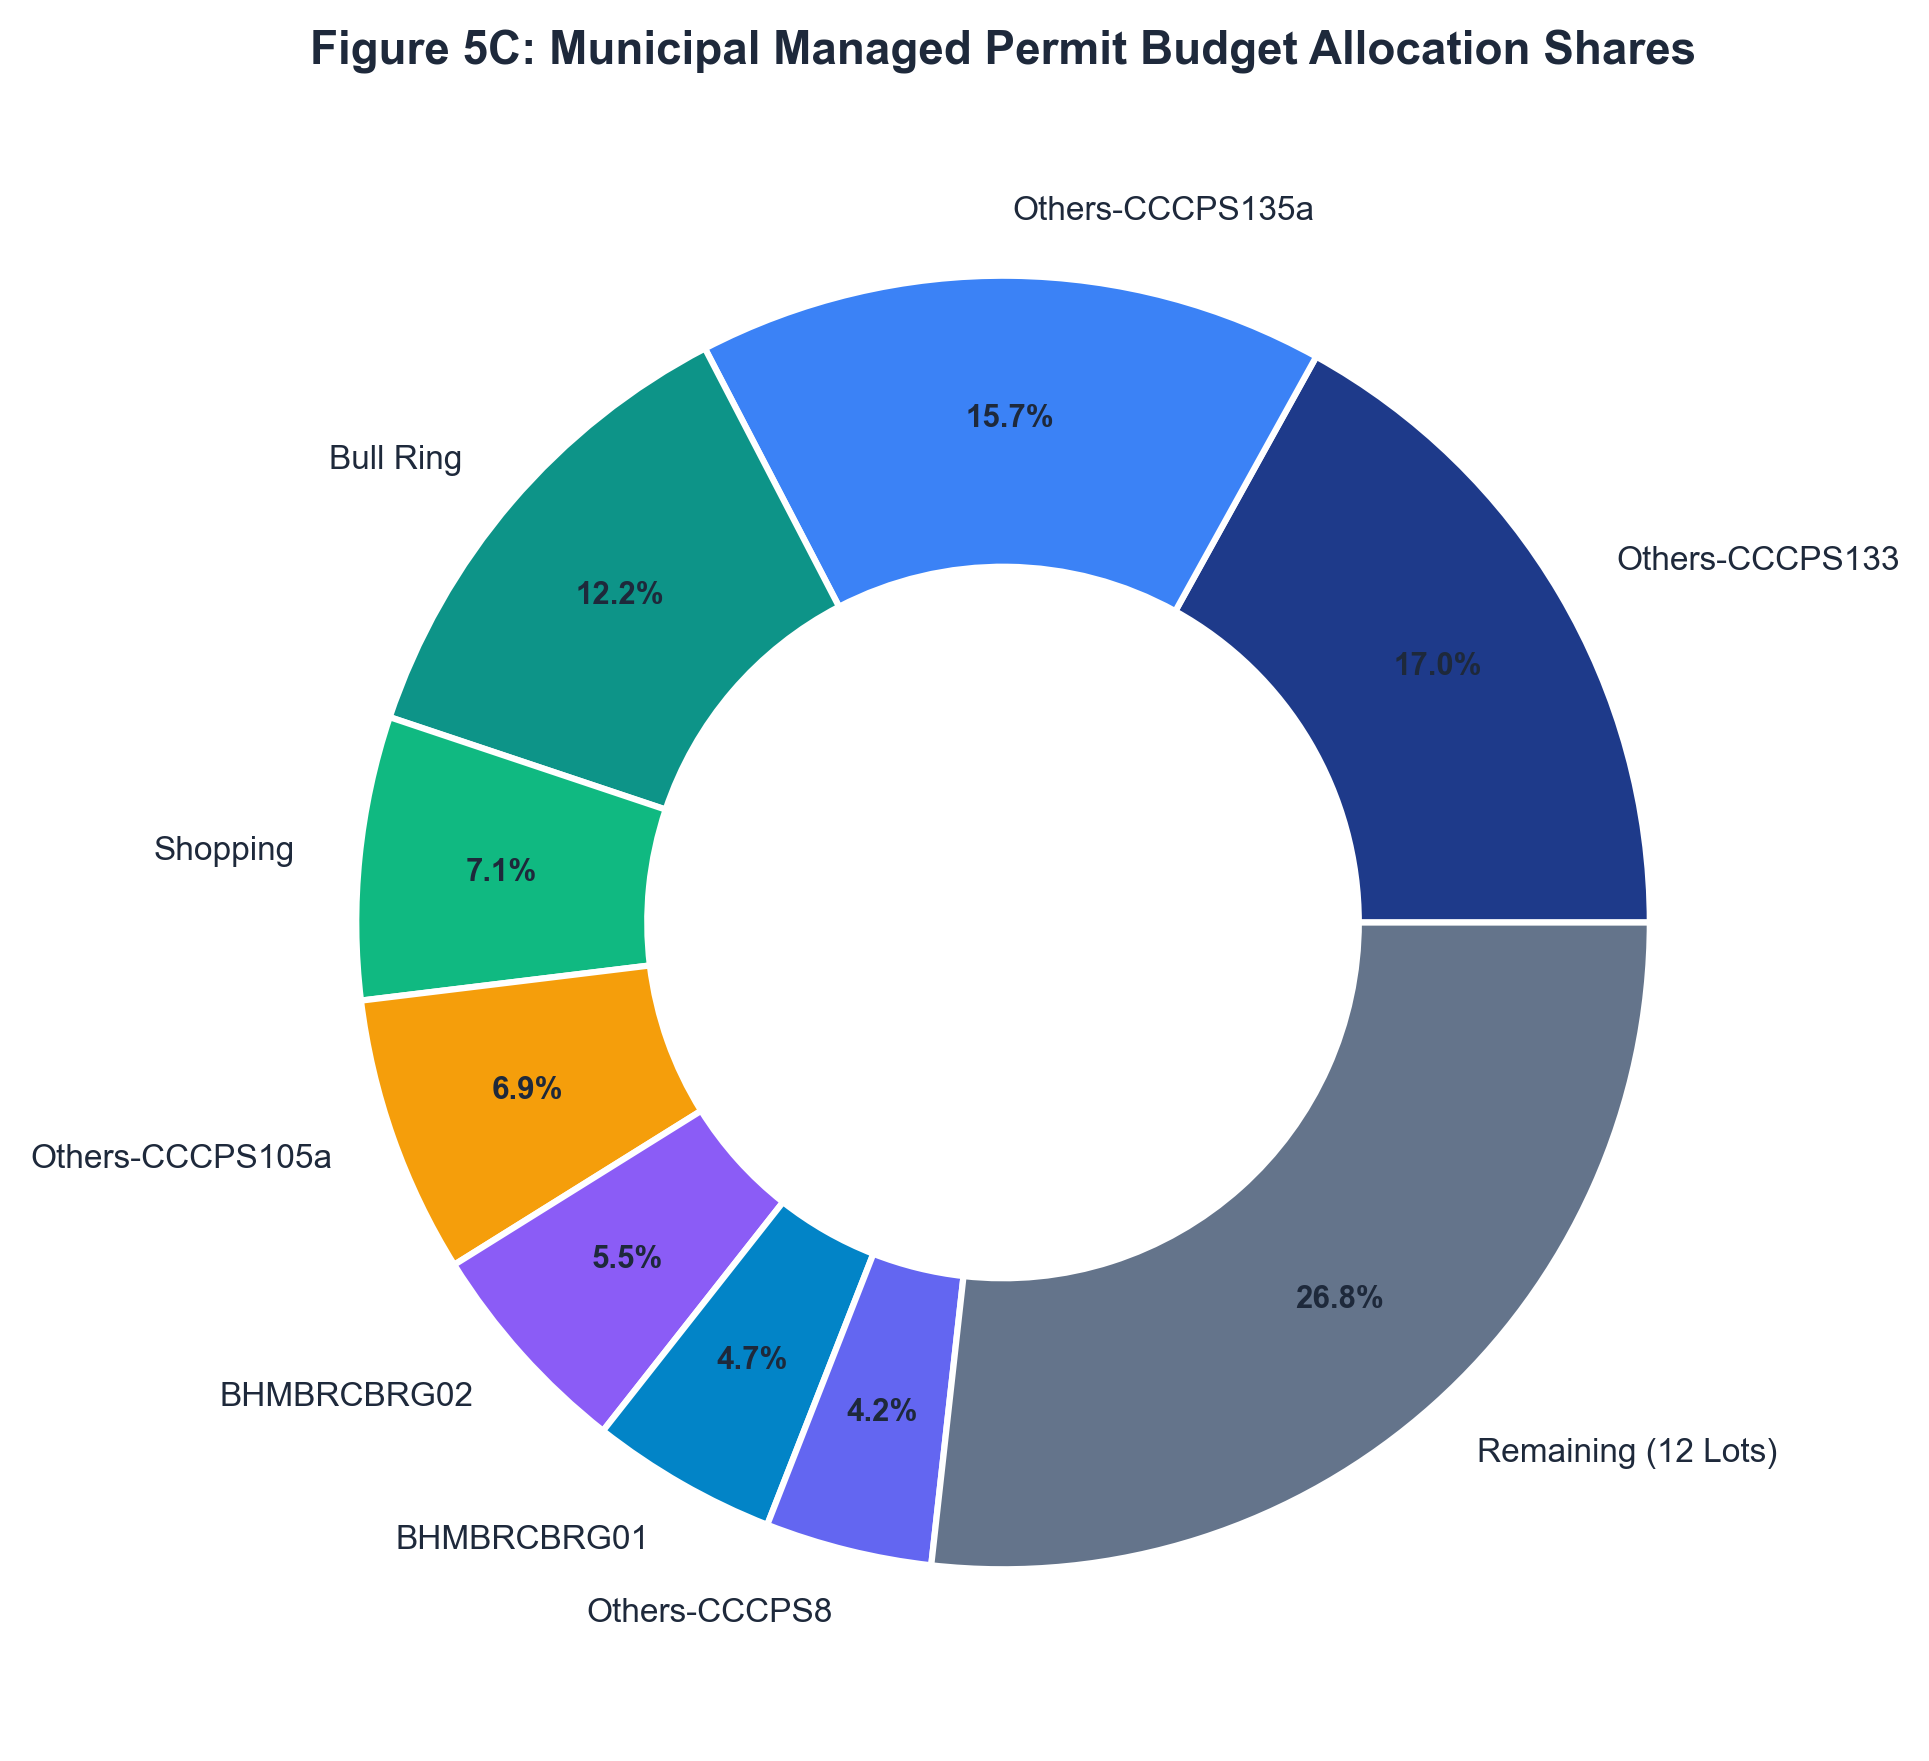 Figure 5C: Municipal Managed Permit Budget Allocation Shares
Others-CCCPS135a
15.7%
Bull Ring
12.2%
Others-CCCPS133
17.0%
Shopping
7.1%
Others-CCCPS105a
6.9%
BHMBRCBRG02
5.5%
BHMBRCBRG01
4.7%
Others-CCCPS8
4.2%
Remaining (12 Lots)
26.8%